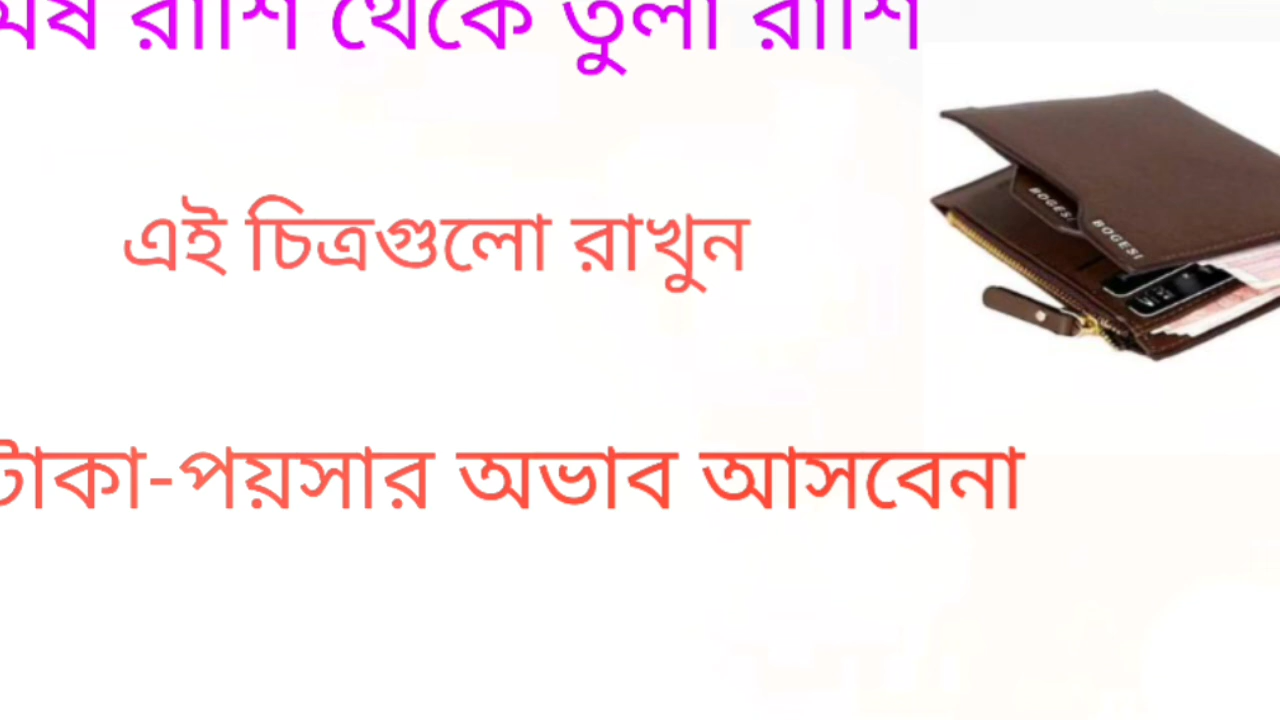 মেষ রাশি থেকে তুলা রাশি
এই চিত্রগুলো রাখুন
BOGESI
BOGESI
টাকা-পয়সার অভাব আসবেনা